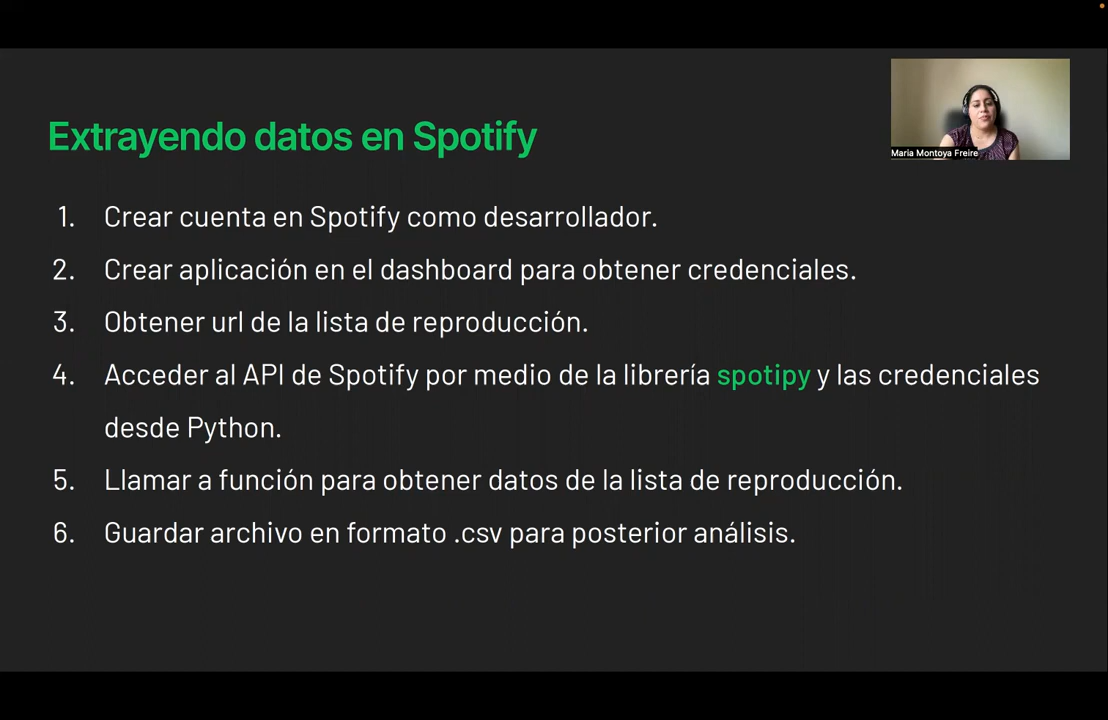 Extrayendo datos en Spotify
María Montoya Freire
1. Crear cuenta en Spotify como desarrollador.
2. Crear aplicación en el dashboard para obtener credenciales.
3. Obtener url de la lista de reproducción.
4. Acceder al API de Spotify por medio de la librería spotipy y las credenciales
desde Python.
5. Llamar a función para obtener datos de la lista de reproducción.
6. Guardar archivo en formato .csv para posterior análisis.